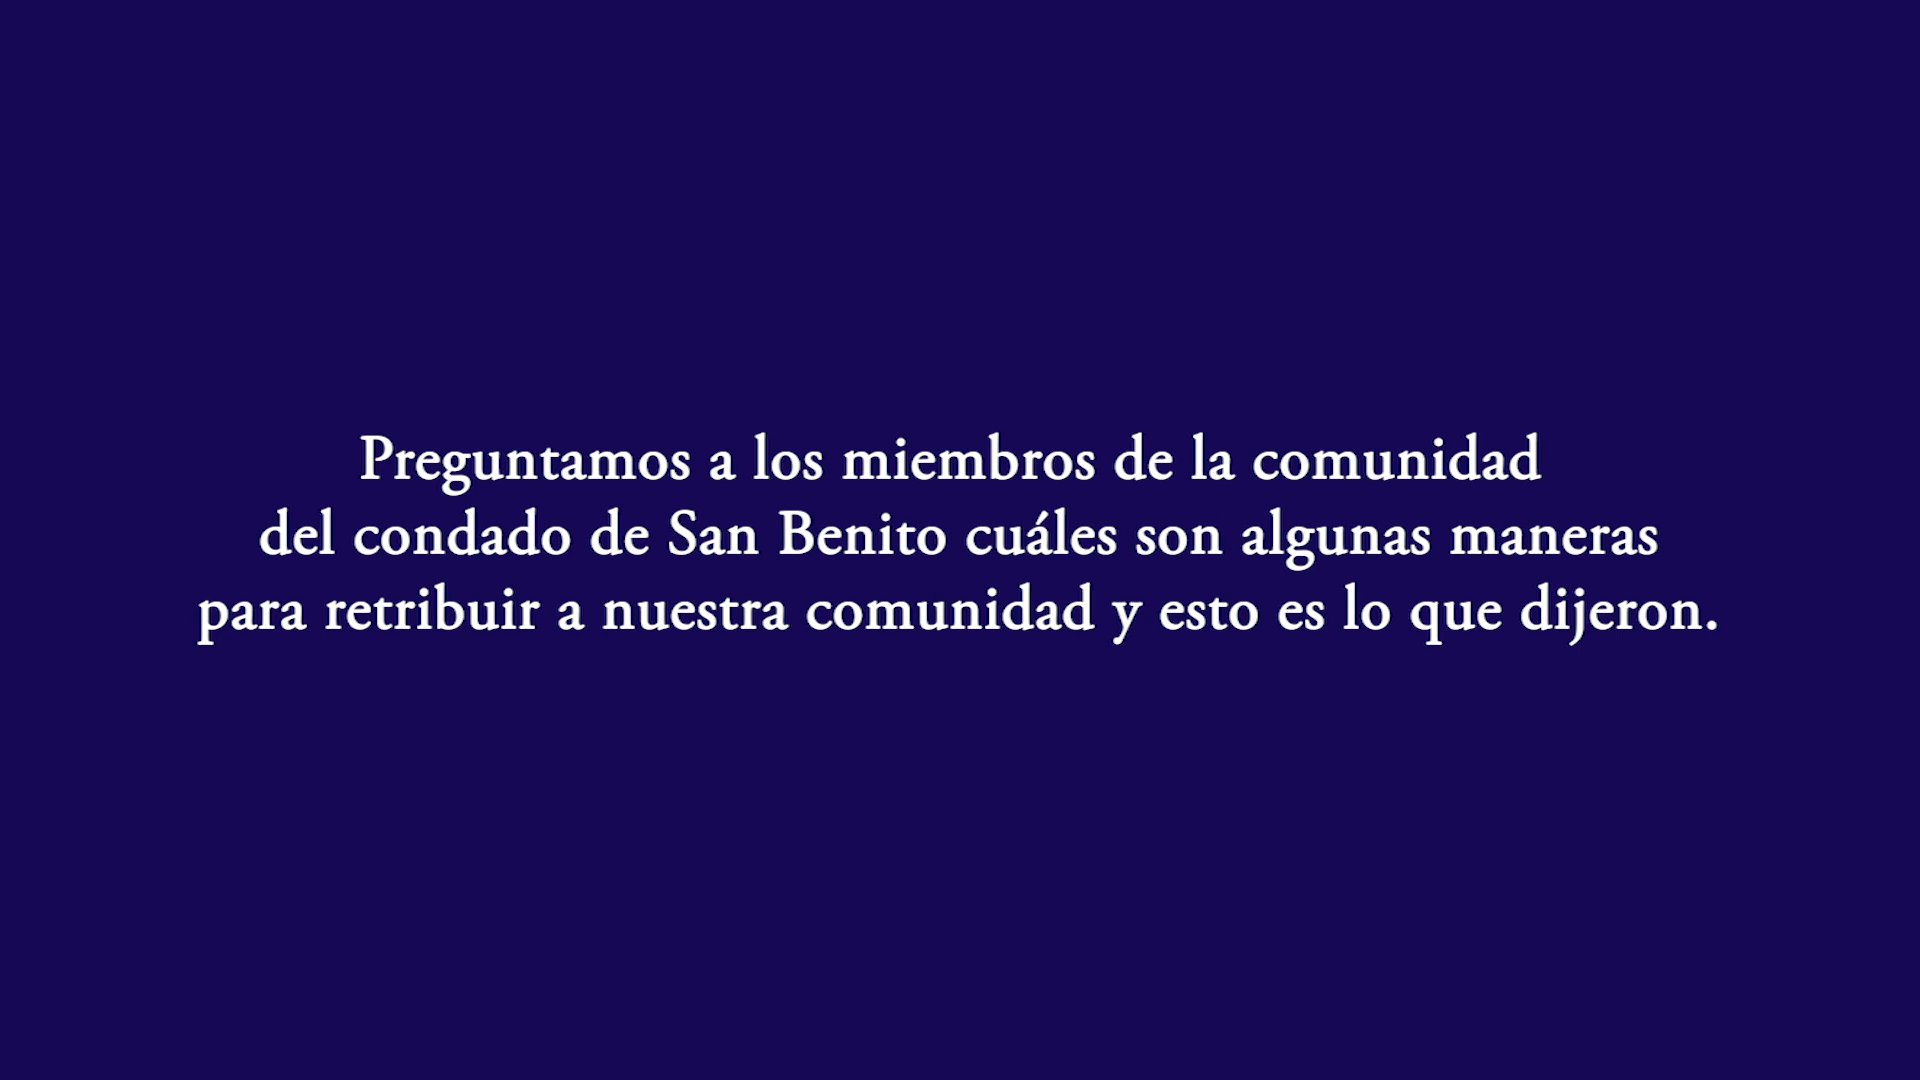 Preguntamos a los miembros de la comunidad
del condado de San Benito cuáles son algunas maneras
para retribuir a nuestra comunidad y esto es lo que dijeron.